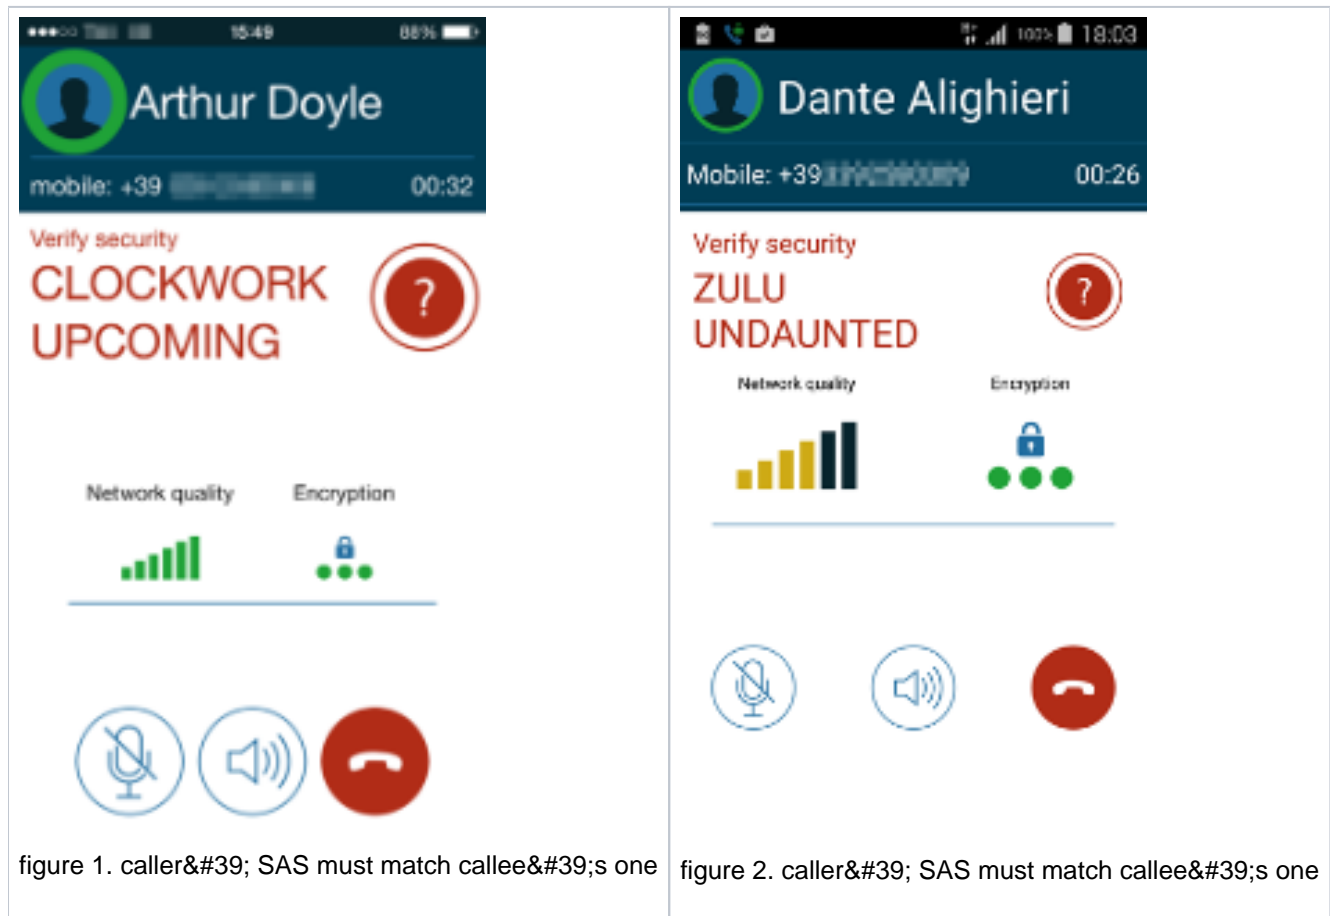 15:49 88%
Arthur Doyle
mobile: +39 00:32
Verify security
CLOCKWORK
UPCOMING
?
Network quality Encryption
figure 1. caller&#39; SAS must match callee&#39;s one
100% 18:03
Dante Alighieri
Mobile: +39 00:26
Verify security
ZULU
UNDAUNTED
?
Network quality Encryption
figure 2. caller&#39; SAS must match callee&#39;s one